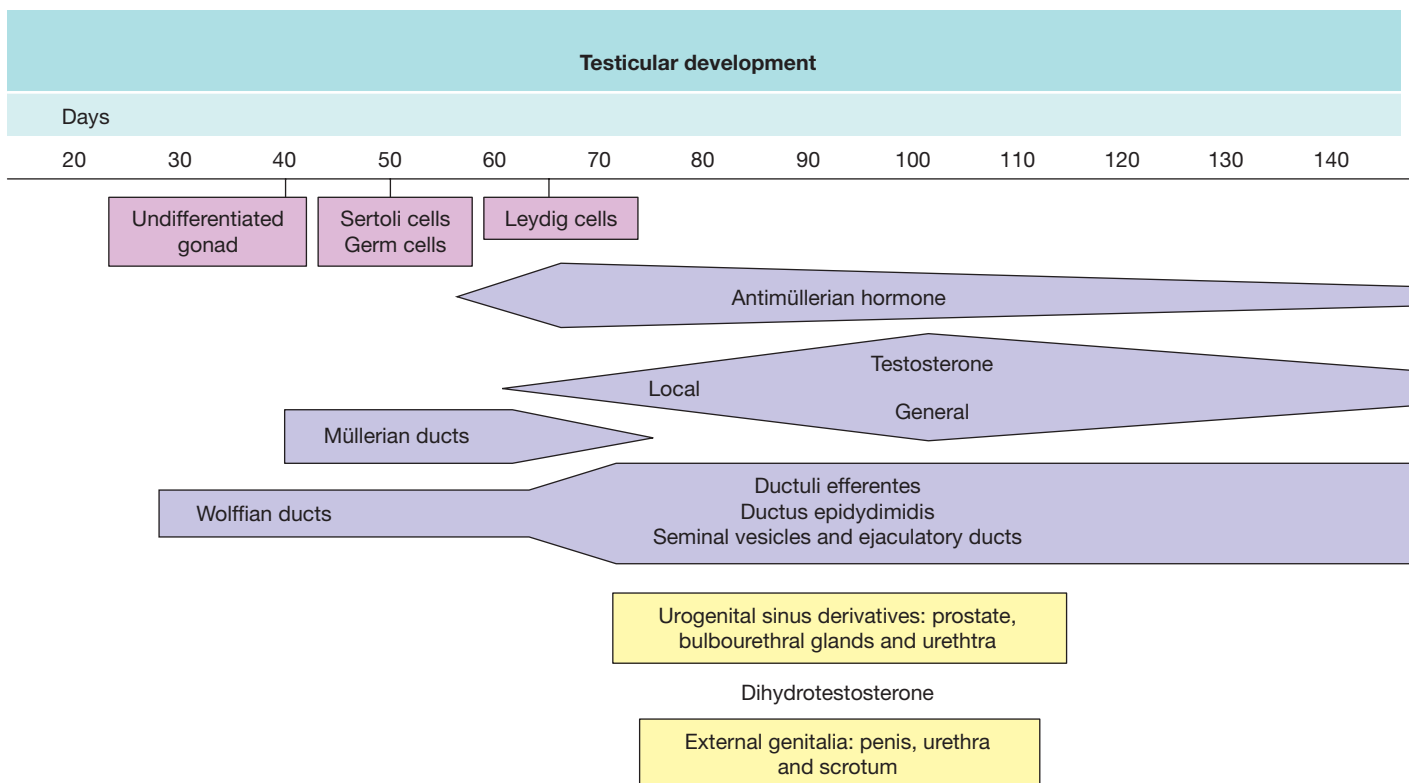 Testicular development
Days
20 30 40 50 60 70 80 90 100 110 120 130 140
Undifferentiated
gonad
Sertoli cells
Germ cells
Leydig cells
Antimüllerian hormone
Testosterone
Local
General
Müllerian ducts
Ductuli efferentes
Ductus epidydimidis
Seminal vesicles and ejaculatory ducts
Wolffian ducts
Urogenital sinus derivatives: prostate,
bulbourethral glands and urethtra
Dihydrotestosterone
External genitalia: penis, urethra
and scrotum